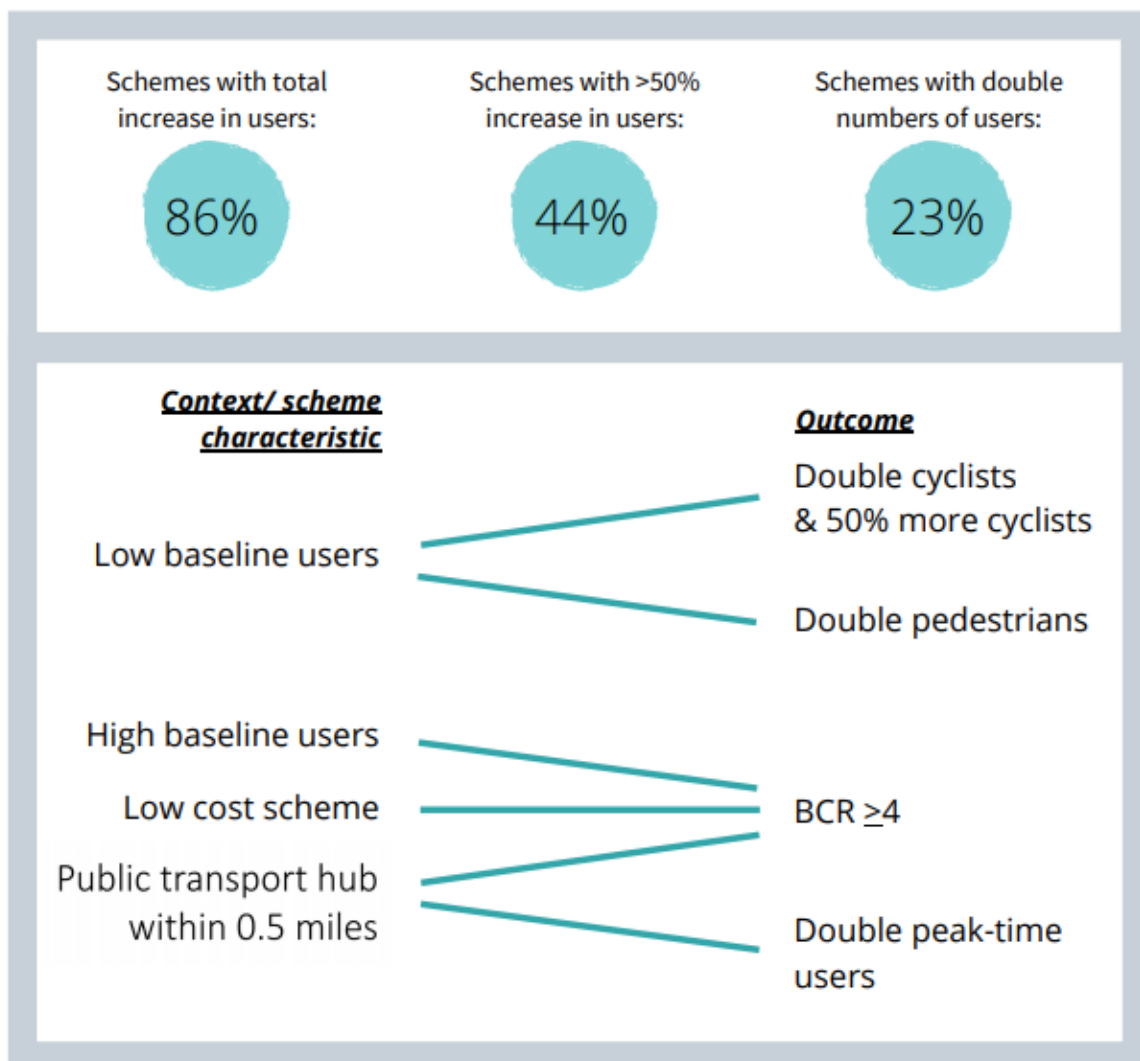 Schemes with total
increase in users:
86%
Schemes with >50%
increase in users:
44%
Schemes with double
numbers of users:
23%
Context/ scheme
characteristic
Low baseline users
High baseline users
Low cost scheme
Public transport hub
within 0.5 miles
Outcome
Double cyclists
& 50% more cyclists
Double pedestrians
BCR ≥4
Double peak-time
users